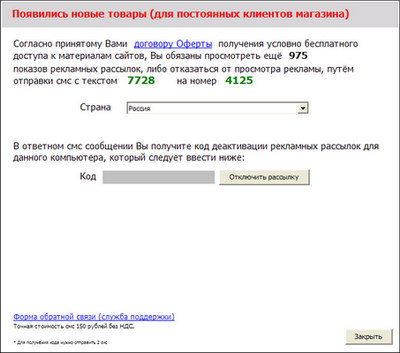 Появились новые товары (для постоянных клиентов магазина)
Согласно принятому Вами договору Оферты получения условно бесплатного
доступа к материалам сайтов, Вы обязаны просмотреть ещё 975
показов рекламных рассылок, либо отказаться от просмотра рекламы, путём
отправки смс с текстом 7728 на номер 4125
Страна Россия
В ответном смс сообщении Вы получите код деактивации рекламных рассылок для
данного компьютера, который следует ввести ниже:
Код Отключить рассылку
Форма обратной связи (служба поддержки)
Точная стоимость смс 150 рублей без НДС.
* Для получения кода нужно отправить 2 смс
Закрыть